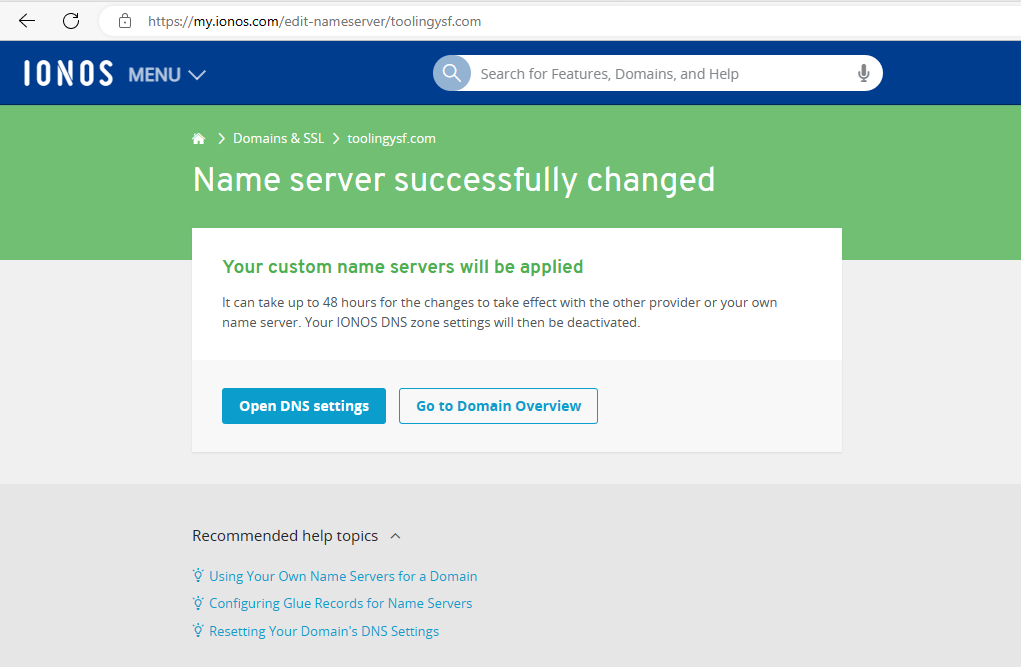 https://my.ionos.com/edit-nameserver/toolingysf.com
IONOS MENU
Search for Features, Domains, and Help
Domains & SSL
toolingysf.com
Name server successfully changed
Your custom name servers will be applied
It can take up to 48 hours for the changes to take effect with the other provider or your own
name server. Your IONOS DNS zone settings will then be deactivated.
Open DNS settings
Go to Domain Overview
Recommended help topics
Using Your Own Name Servers for a Domain
Configuring Glue Records for Name Servers
Resetting Your Domain's DNS Settings